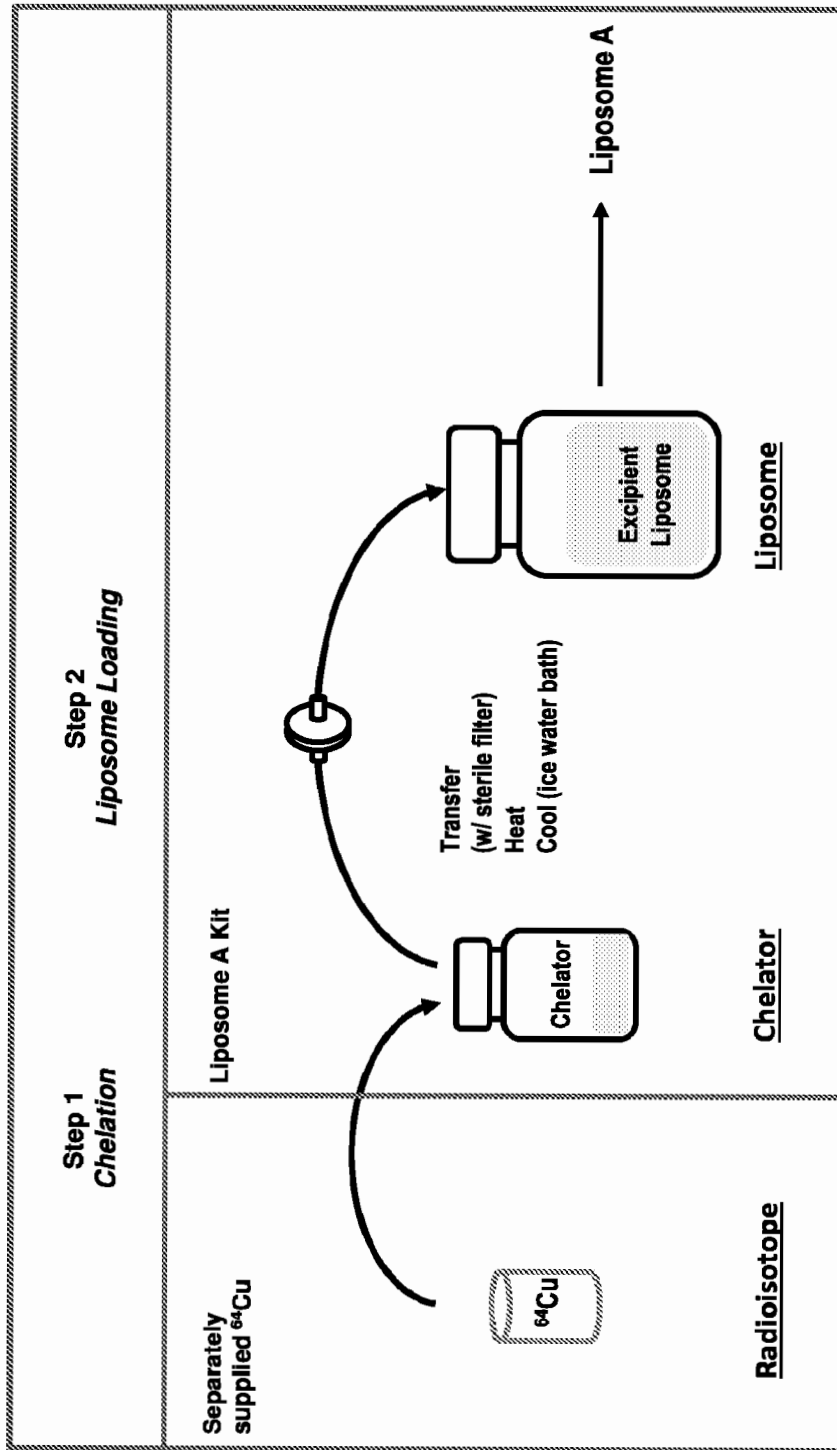 Step 1
Chelation
Step 2
Liposome Loading
Separately
supplied ⁶⁴Cu
Liposome A Kit
⁶⁴Cu
Chelator
Transfer
(w/ sterile filter)
Heat
Cool (ice water bath)
Excipient
Liposome
Liposome A
Radioisotope
Chelator
Liposome